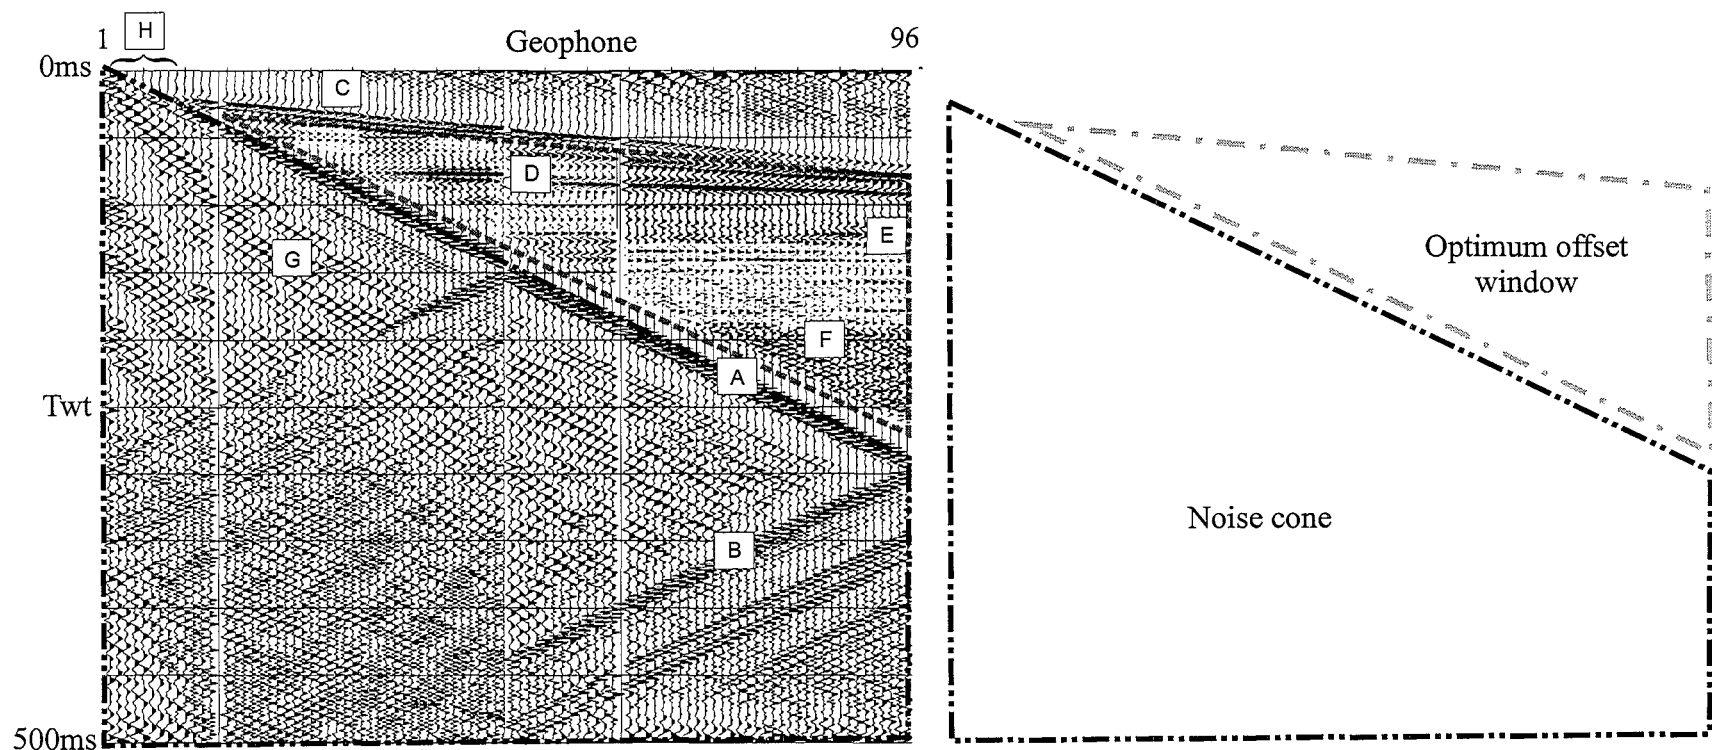 H
1 Geophone 96
0ms
C
D
E
G
Optimum offset
window
F
A
Twt
Noise cone
B
500ms